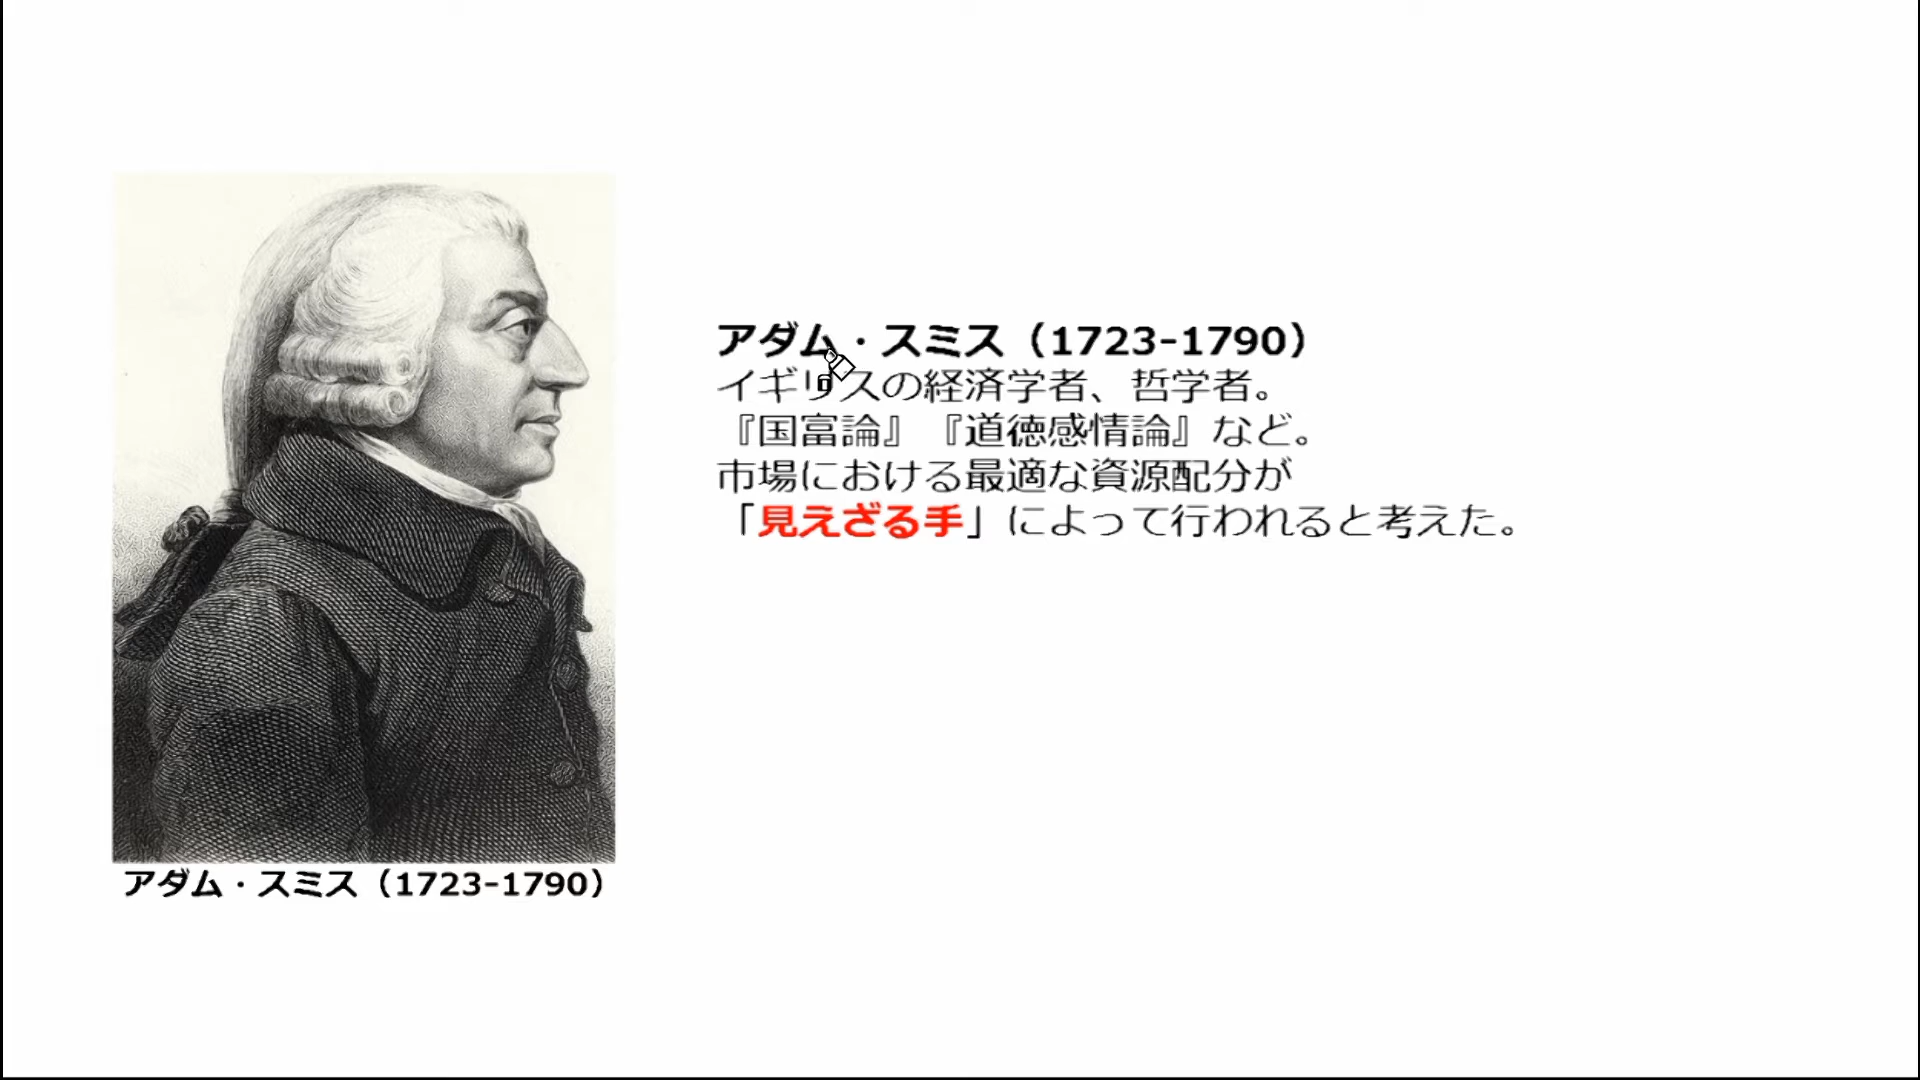 アダム・スミス（1723-1790）
イギリスの経済学者、哲学者。
『国富論』『道徳感情論』など。
市場における最適な資源配分が
「見えざる手」によって行われると考えた。
アダム・スミス（1723-1790）